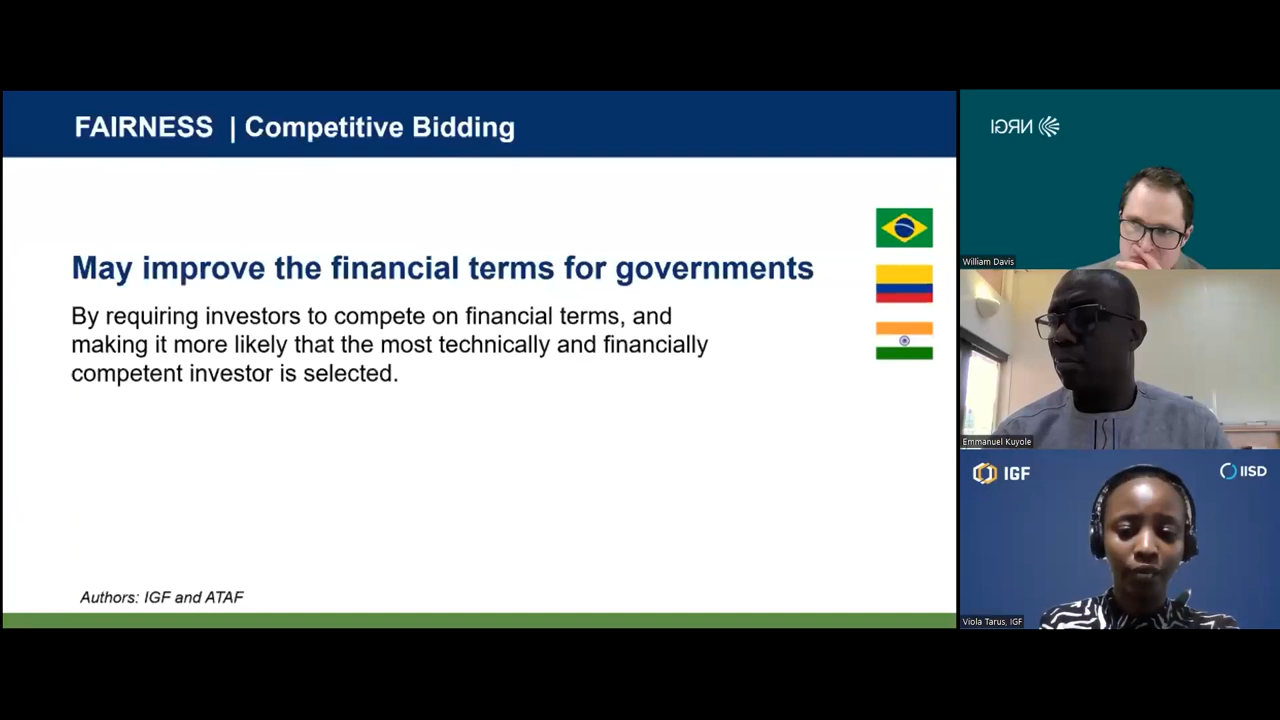 FAIRNESS | Competitive Bidding
May improve the financial terms for governments
By requiring investors to compete on financial terms, and
making it more likely that the most technically and financially
competent investor is selected.
Authors: IGF and ATAF
NRGI
William Davis
Emmanuel Kuyole
IGF
IISD
Viola Tarus, IGF